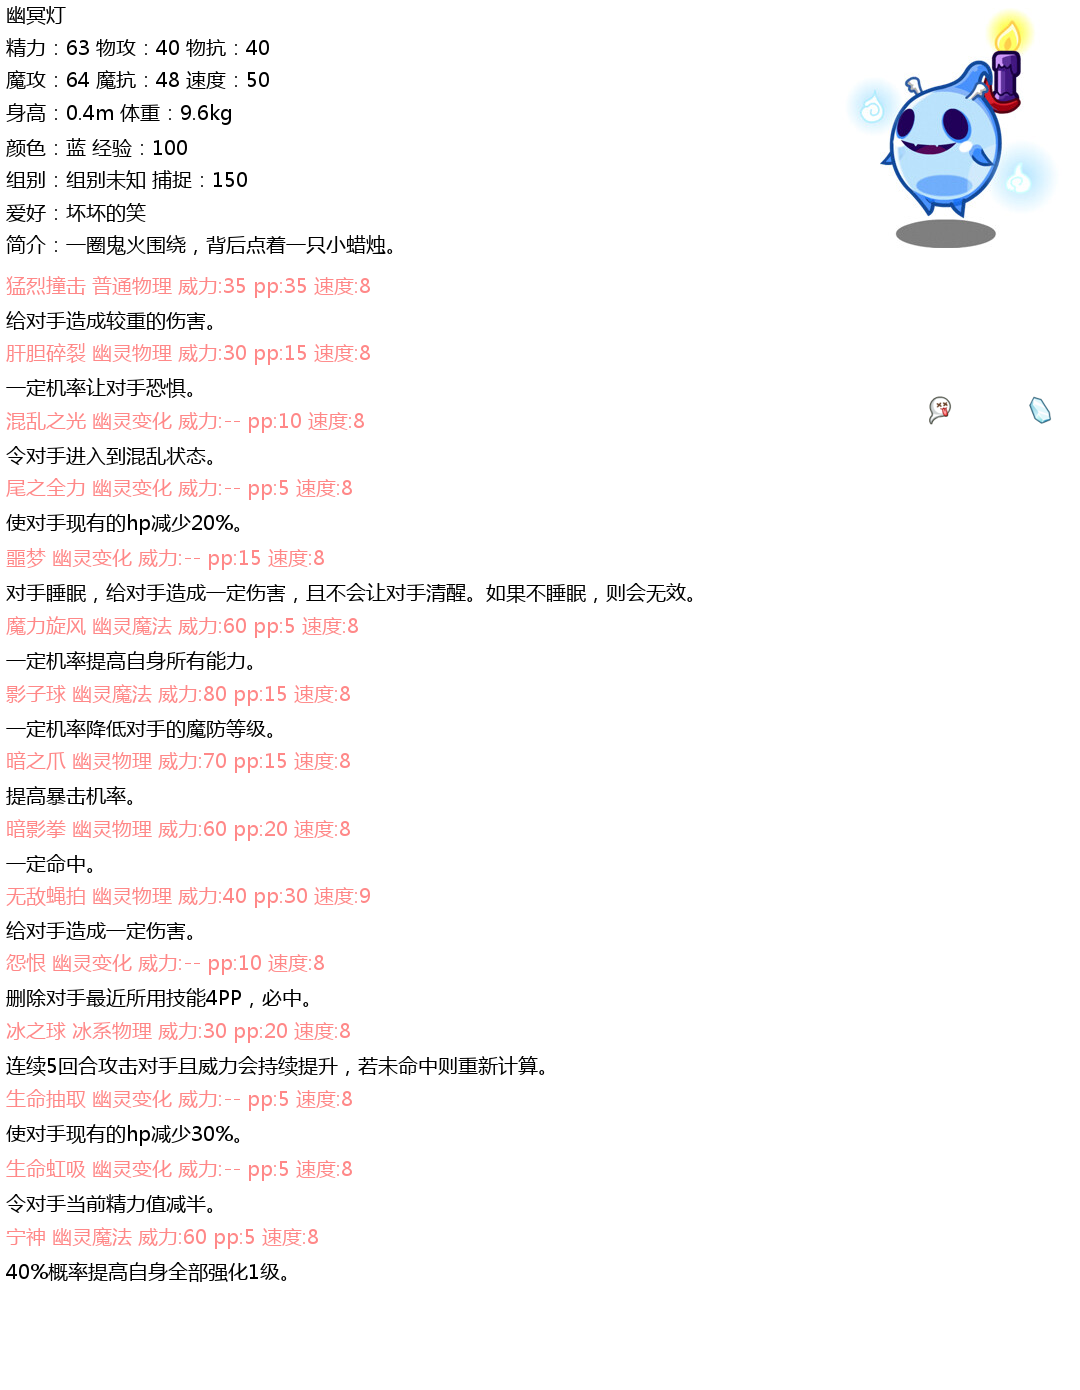 幽冥灯
精力：63 物攻：40 物抗：40
魔攻：64 魔抗：48 速度：50
身高：0.4m 体重：9.6kg
颜色：蓝 经验：100
组别：组别未知 捕捉：150
爱好：坏坏的笑
简介：一圈鬼火围绕，背后点着一只小蜡烛。
猛烈撞击 普通物理 威力:35 pp:35 速度:8
给对手造成较重的伤害。
肝胆碎裂 幽灵物理 威力:30 pp:15 速度:8
一定机率让对手恐惧。
混乱之光 幽灵变化 威力:-- pp:10 速度:8
令对手进入到混乱状态。
尾之全力 幽灵变化 威力:-- pp:5 速度:8
使对手现有的hp减少20%。
噩梦 幽灵变化 威力:-- pp:15 速度:8
对手睡眠，给对手造成一定伤害，且不会让对手清醒。如果不睡眠，则会无效。
魔力旋风 幽灵魔法 威力:60 pp:5 速度:8
一定机率提高自身所有能力。
影子球 幽灵魔法 威力:80 pp:15 速度:8
一定机率降低对手的魔防等级。
暗之爪 幽灵物理 威力:70 pp:15 速度:8
提高暴击机率。
暗影拳 幽灵物理 威力:60 pp:20 速度:8
一定命中。
无敌蝇拍 幽灵物理 威力:40 pp:30 速度:9
给对手造成一定伤害。
怨恨 幽灵变化 威力:-- pp:10 速度:8
删除对手最近所用技能4PP，必中。
冰之球 冰系物理 威力:30 pp:20 速度:8
连续5回合攻击对手且威力会持续提升，若未命中则重新计算。
生命抽取 幽灵变化 威力:-- pp:5 速度:8
使对手现有的hp减少30%。
生命虹吸 幽灵变化 威力:-- pp:5 速度:8
令对手当前精力值减半。
宁神 幽灵魔法 威力:60 pp:5 速度:8
40%概率提高自身全部强化1级。